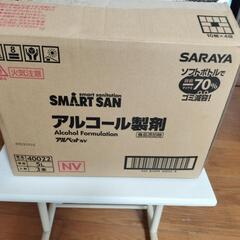 火気注意
SARAYA
smart sanitation
SMART SAN
ソフトボトルで
70%
ゴミ減容!
アルコール製剤
食品添加物
Alcohol Formulation
アルペットNV
40022
NV